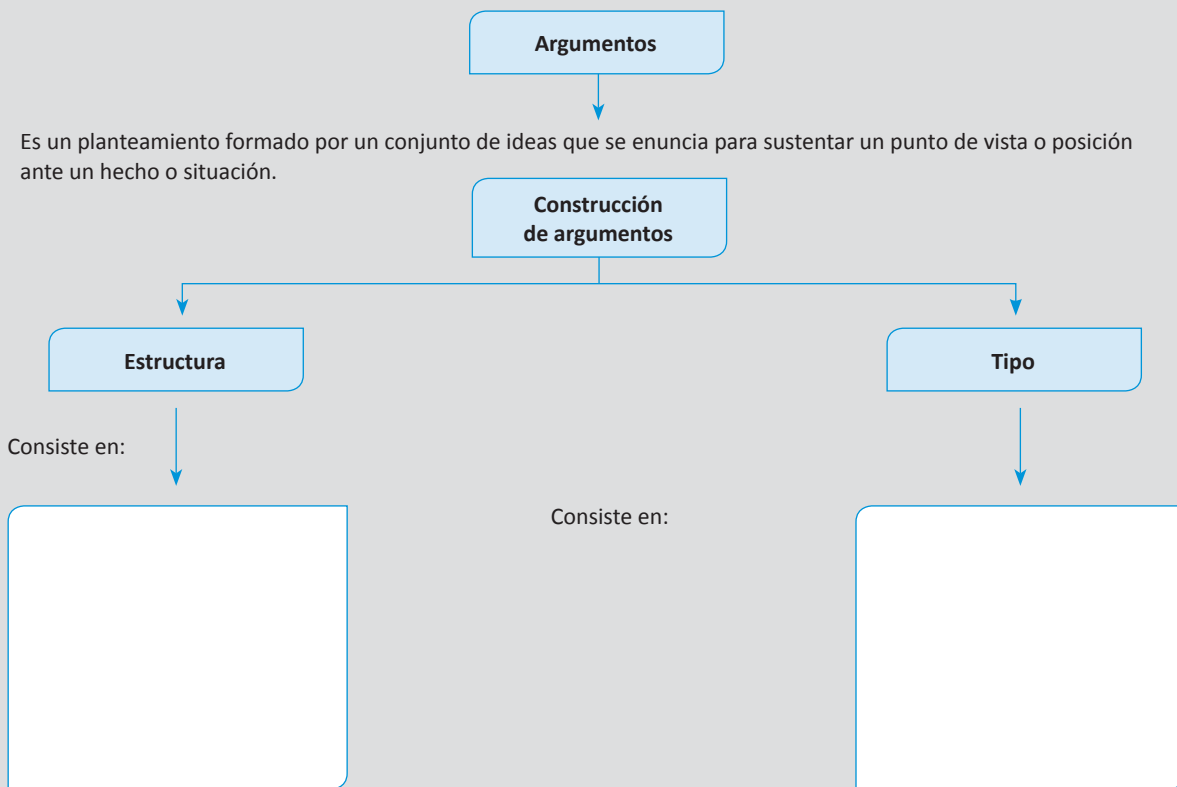 Argumentos
Es un planteamiento formado por un conjunto de ideas que se enuncia para sustentar un punto de vista o posición
ante un hecho o situación.
Construcción
de argumentos
Estructura
Tipo
Consiste en:
Consiste en: